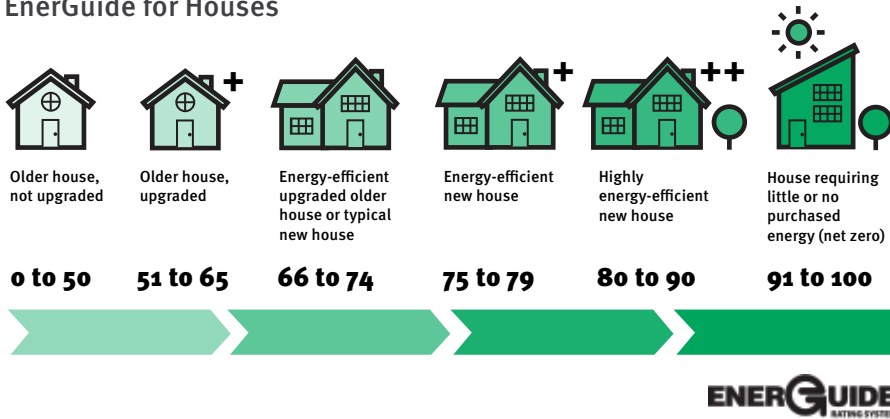 EnerGuide for Houses
+
+
++
Older house,
not upgraded
Older house,
upgraded
Energy-efficient
upgraded older
house or typical
new house
Energy-efficient
new house
Highly
energy-efficient
new house
House requiring
little or no
purchased
energy (net zero)
0 to 50
51 to 65
66 to 74
75 to 79
80 to 90
91 to 100
ENERGUIDE
RATING SYSTEM